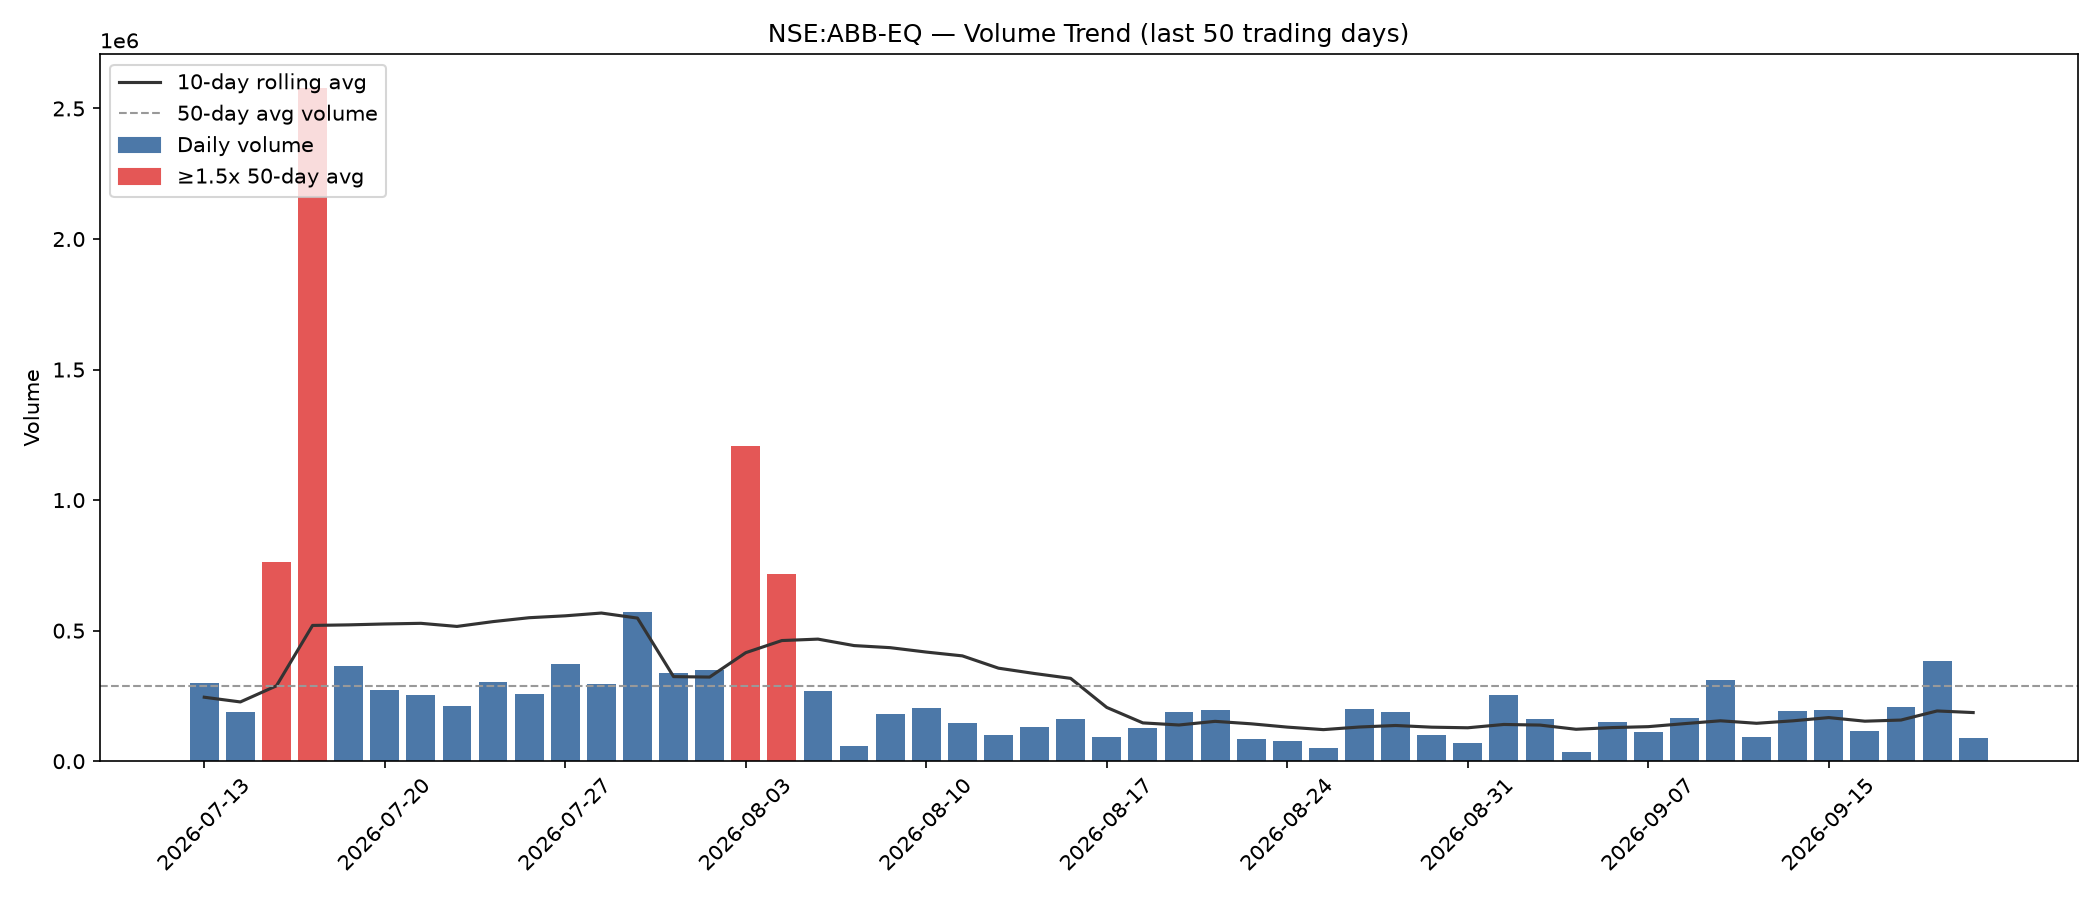 NSE:ABB-EQ — Volume Trend (last 50 trading days)
1e6
10-day rolling avg
50-day avg volume
Daily volume
≥1.5x 50-day avg
2.5
2.0
1.5
1.0
0.5
0.0
Volume
2026-07-13
2026-07-20
2026-07-27
2026-08-03
2026-08-10
2026-08-17
2026-08-24
2026-08-31
2026-09-07
2026-09-15